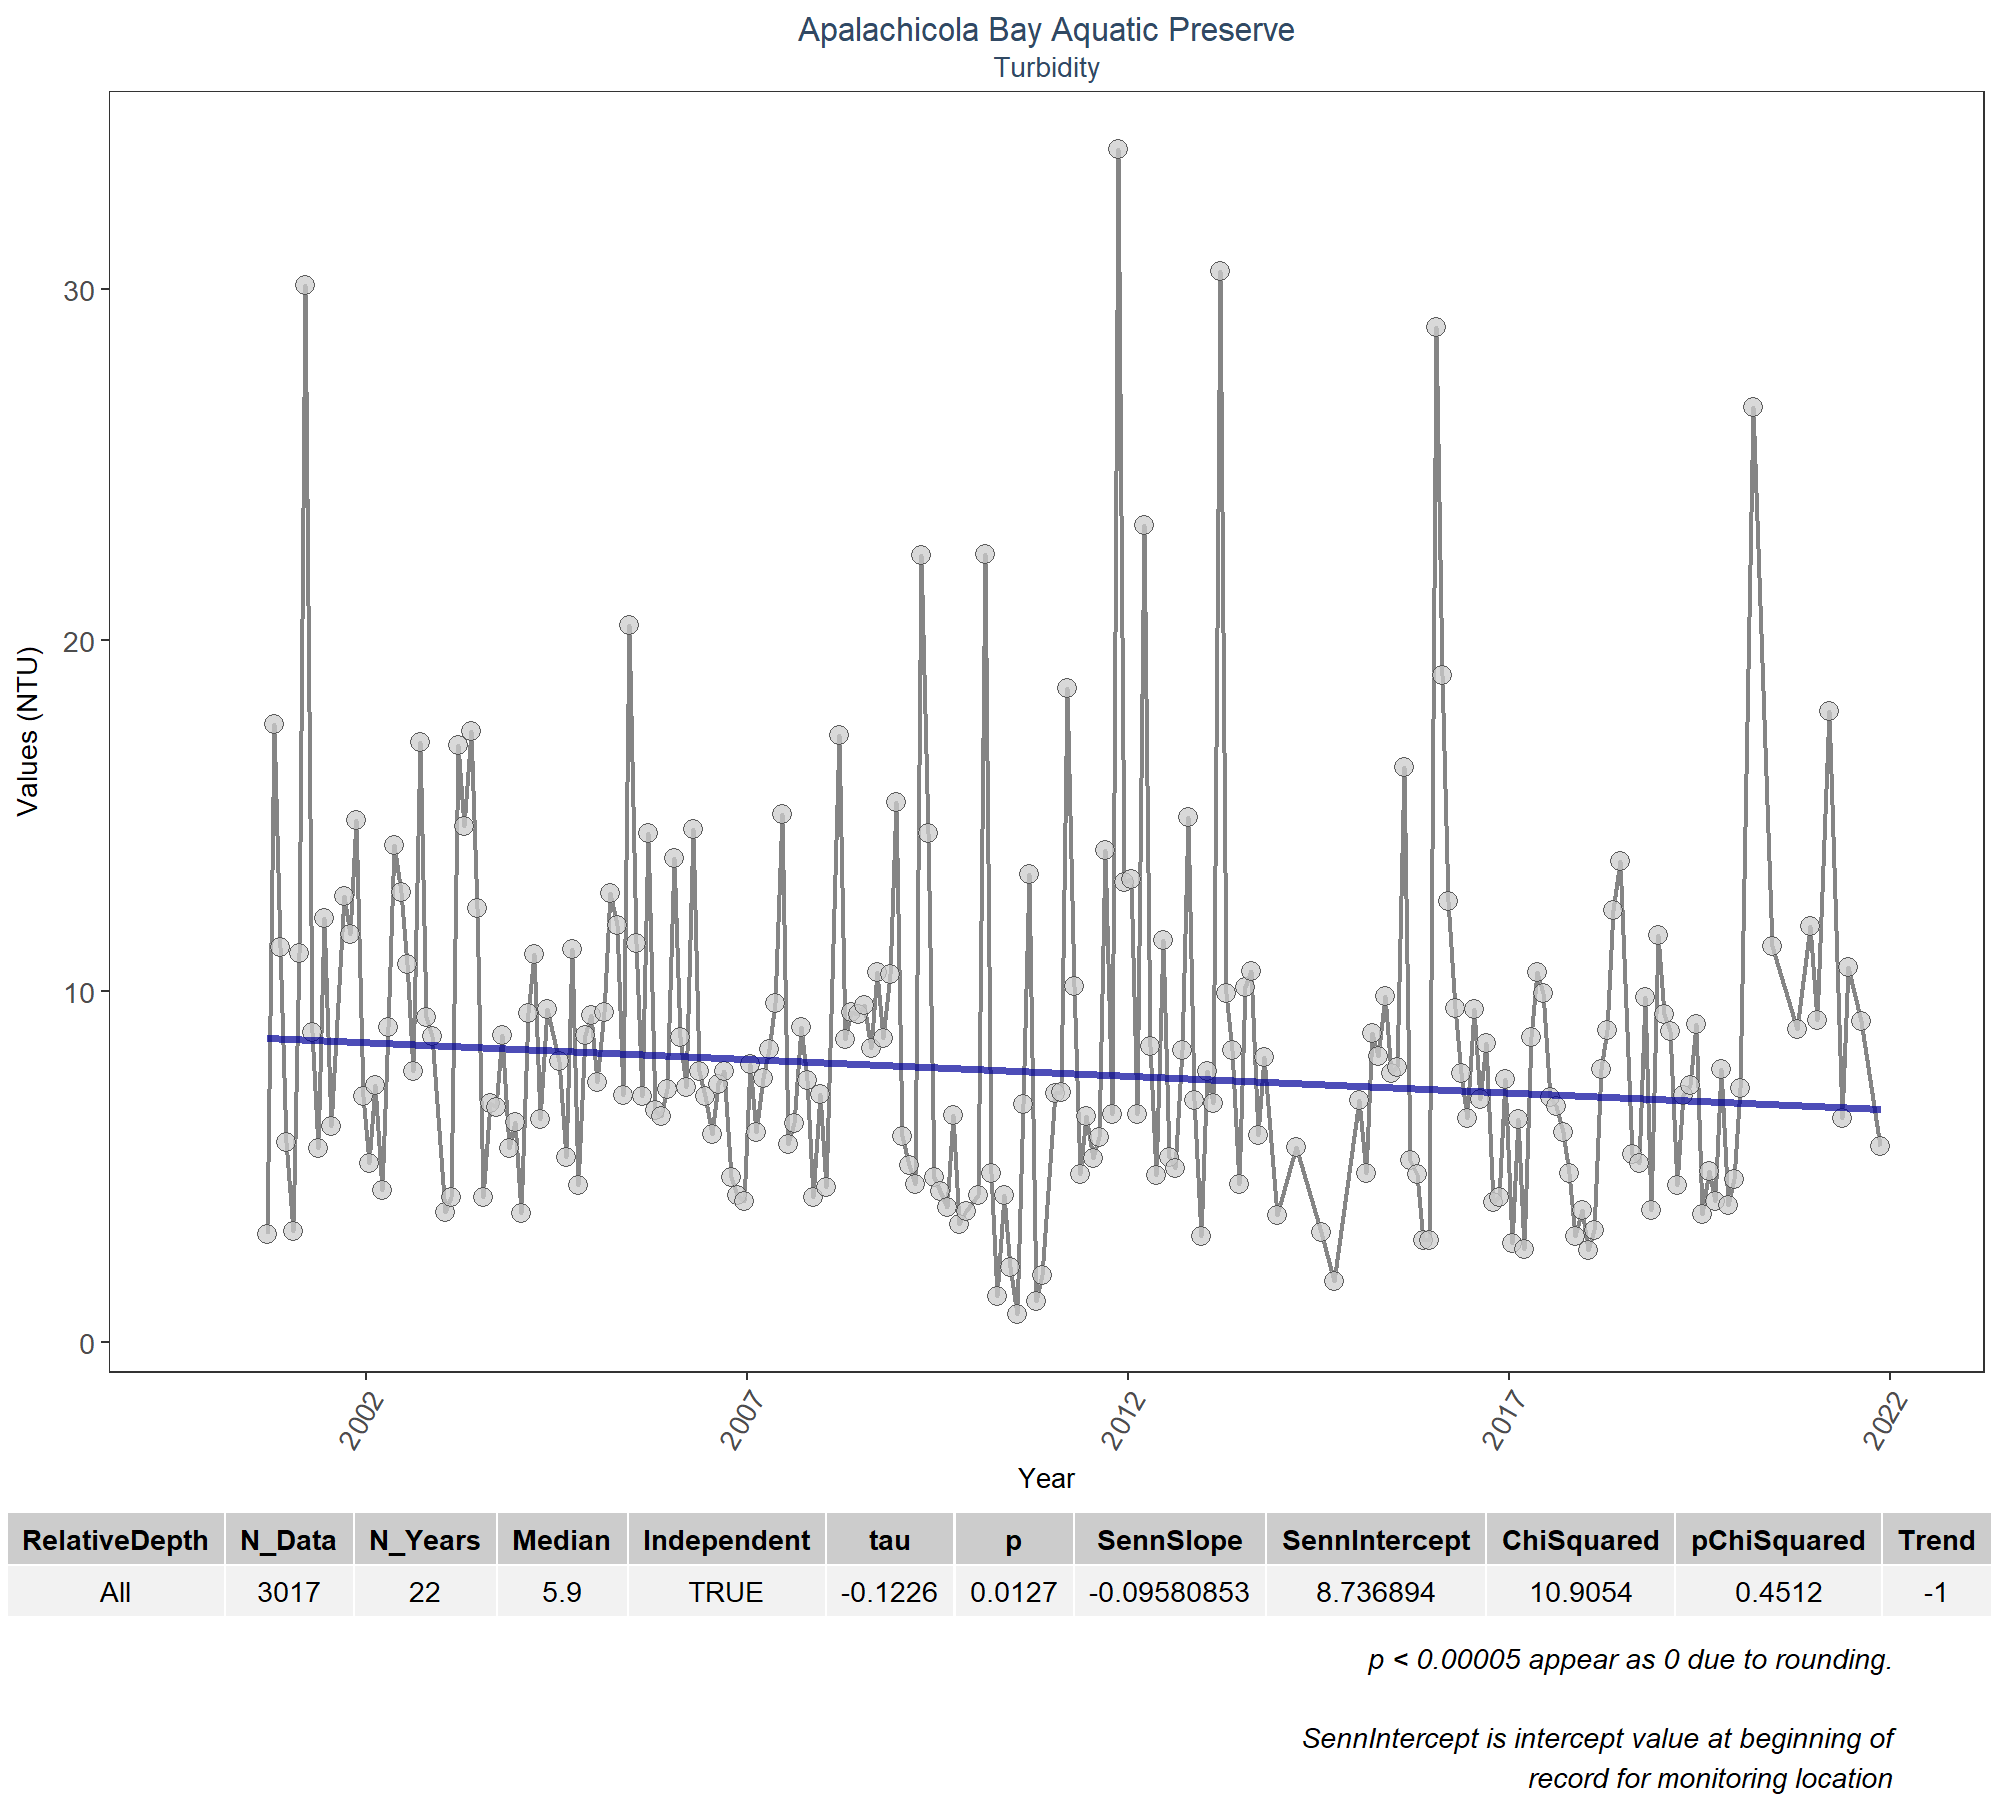 Apalachicola Bay Aquatic Preserve
Turbidity
Values (NTU)
30
20
10
0
2002 2007 2012 2017 2022
Year
RelativeDepth N_Data N_Years Median Independent tau p SennSlope SennIntercept ChiSquared pChiSquared Trend
All 3017 22 5.9 TRUE -0.1226 0.0127 -0.09580853 8.736894 10.9054 0.4512 -1
p < 0.00005 appear as 0 due to rounding.
SennIntercept is intercept value at beginning of
record for monitoring location